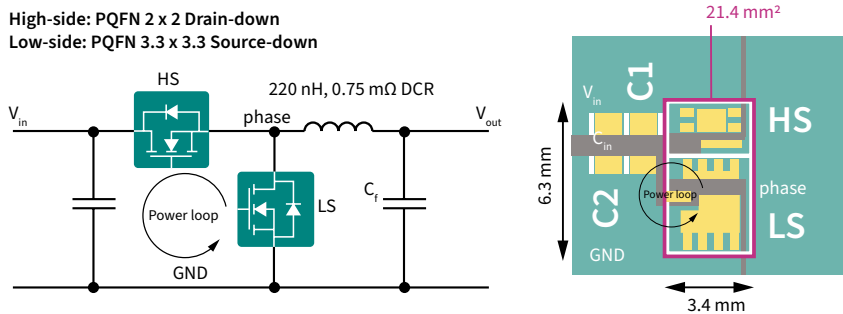 High-side: PQFN 2 x 2 Drain-down
Low-side: PQFN 3.3 x 3.3 Source-down
HS
220 nH, 0.75 mΩ DCR
Vin
phase
Vout
Power loop
LS
Cf
GND
21.4 mm²
C1
Vin
HS
Cin
6.3 mm
Power loop
phase
C2
LS
GND
3.4 mm